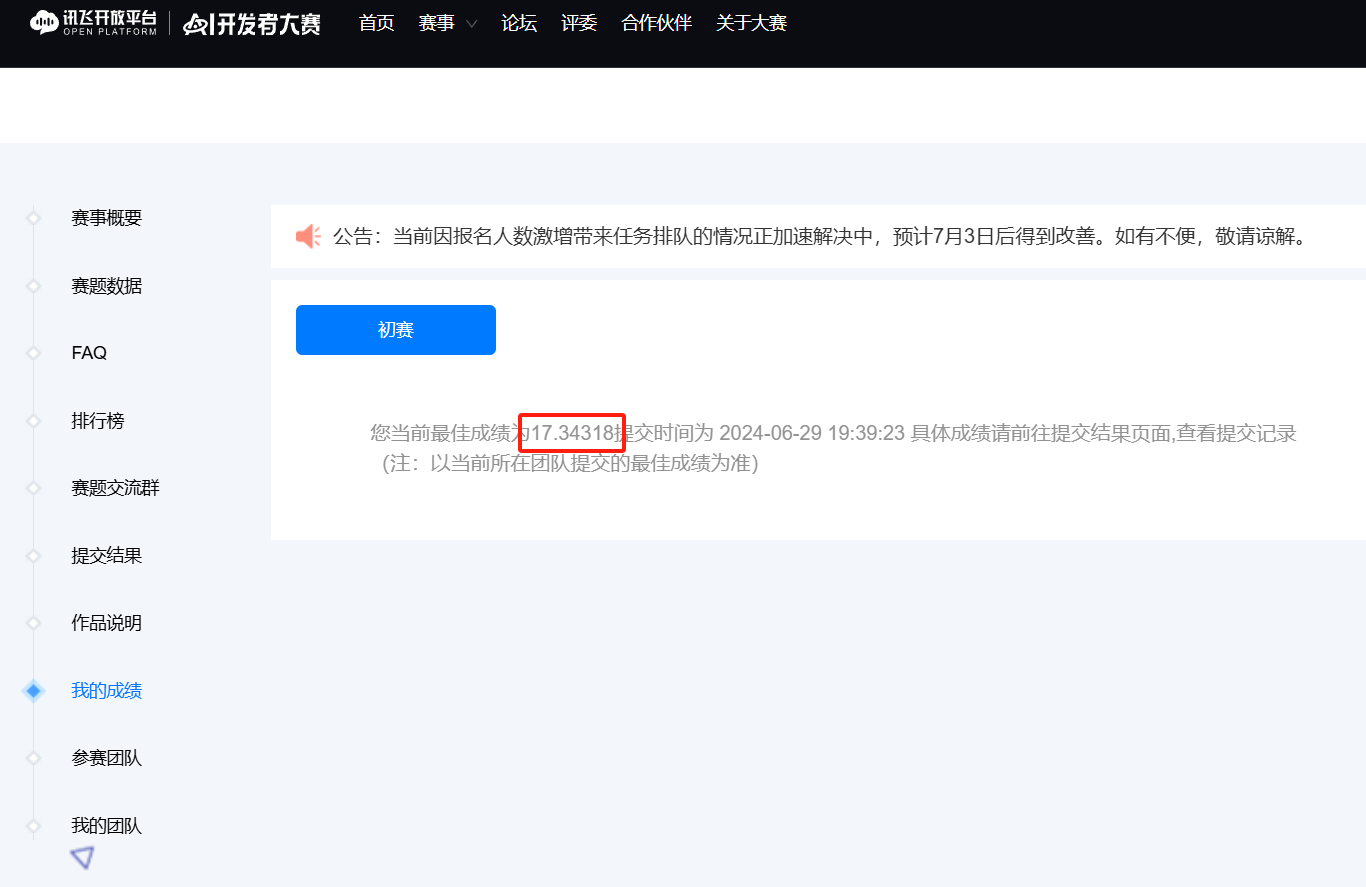 讯飞开放平台
OPEN PLATFORM
AI开发者大赛
首页 赛事 论坛 评委 合作伙伴 关于大赛
赛事概要
赛题数据
FAQ
排行榜
赛题交流群
提交结果
作品说明
我的成绩
参赛团队
我的团队
公告：当前因报名人数激增带来任务排队的情况正加速解决中，预计7月3日后得到改善。如有不便，敬请谅解。
初赛
您当前最佳成绩为17.34318提交时间为 2024-06-29 19:39:23 具体成绩请前往提交结果页面,查看提交记录
（注：以当前所在团队提交的最佳成绩为准）